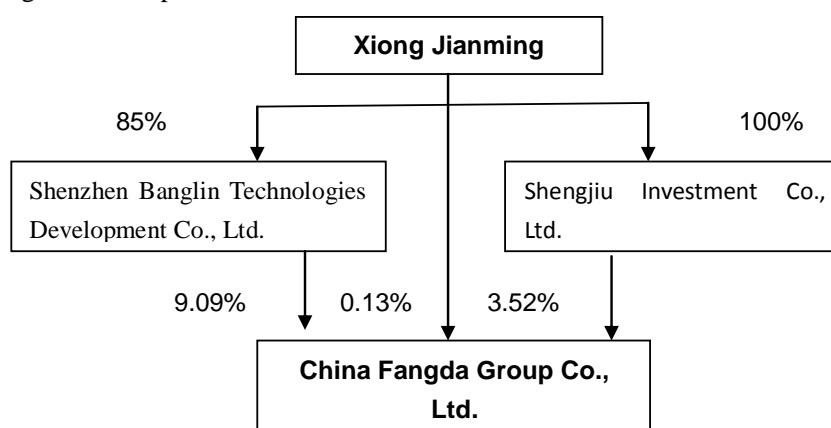 Xiong Jianming
85%
100%
Shenzhen Banglin Technologies
Development Co., Ltd.
Shengjiu Investment Co.,
Ltd.
9.09%
0.13%
3.52%
China Fangda Group Co.,
Ltd.